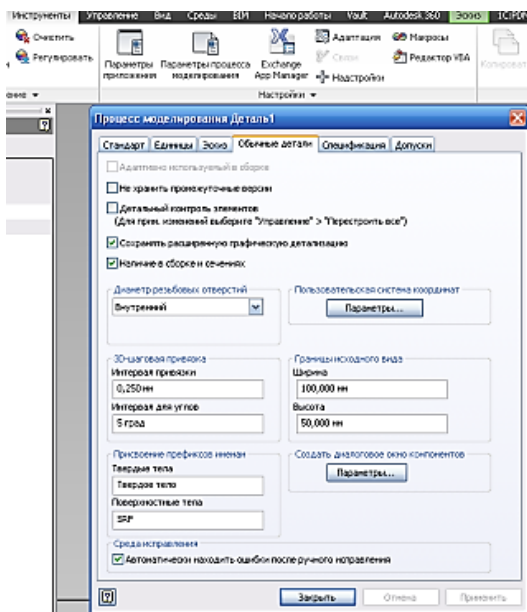 Инструменты Управление Вид Среды BIM Начало работы Vault Autodesk 360 Эскиз
Очистить
Регулировать
Параметры приложения
Параметры процесса моделирования
Exchange App Manager
Адаптация
Связи
Надстройки
Макросы
Редактор VBA
Настройки
Процесс моделирования Деталь1
Стандарт Единицы Эскиз Обычные детали Спецификация Допуски
Адаптивно используемый в сборке
Не хранить промежуточные версии
Детальный контроль элементов
(Для прин. изменений выберите "Управление" > "Перестроить все")
Сохранять расширенную графическую детализацию
Наличие в сборке и сечениях
Диаметр резьбовых отверстий
Внутренний
Пользовательская система координат
Параметры...
3D-шаговая привязка
Интервал привязки
0,250 мм
Интервал для углов
5 град
Границы исходного вида
Ширина
100,000 мм
Высота
50,000 мм
Присвоение префиксов именам
Твердые тела
Твердое тело
Поверхностные тела
SRF
Создать диалоговое окно компонентов
Параметры...
Среда исправления
Автоматически находить ошибки после ручного исправления
Закрыть Отмена Применить